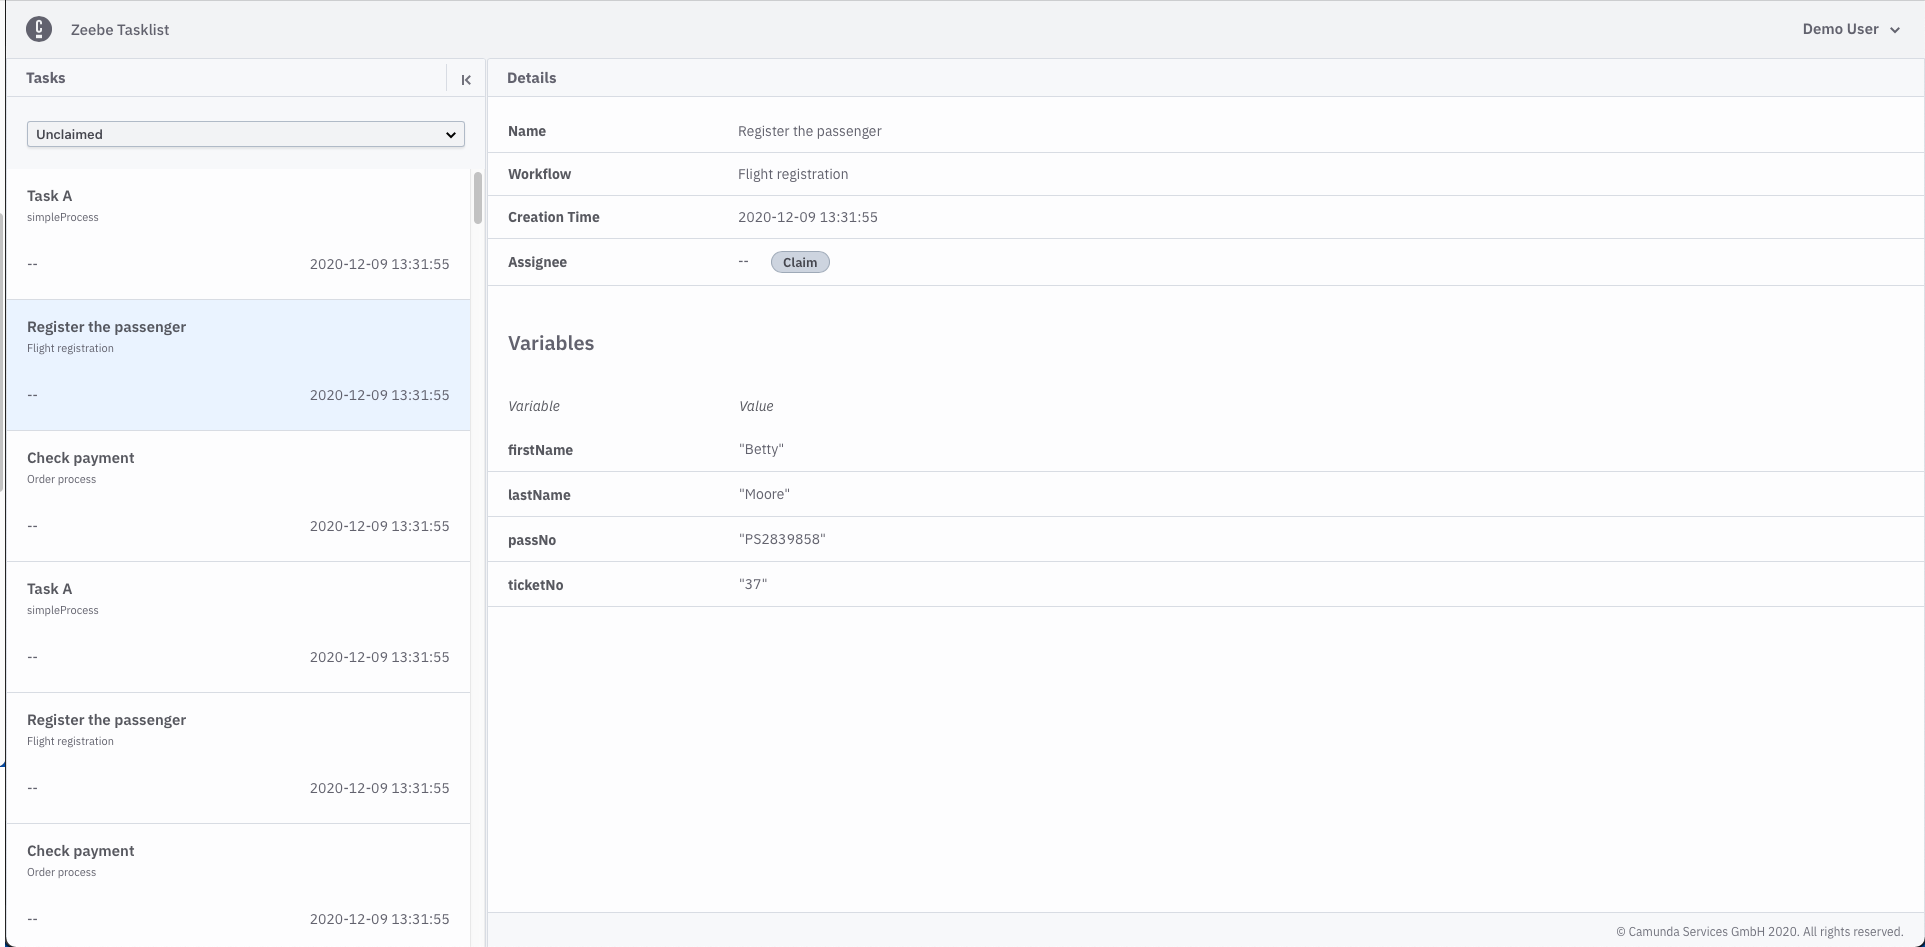 Zeebe Tasklist
Demo User
Tasks
Unclaimed
Task A
simpleProcess
-- 2020-12-09 13:31:55
Register the passenger
Flight registration
-- 2020-12-09 13:31:55
Check payment
Order process
-- 2020-12-09 13:31:55
Task A
simpleProcess
-- 2020-12-09 13:31:55
Register the passenger
Flight registration
-- 2020-12-09 13:31:55
Check payment
Order process
-- 2020-12-09 13:31:55
Details
Name Register the passenger
Workflow Flight registration
Creation Time 2020-12-09 13:31:55
Assignee -- Claim
Variables
Variable Value
firstName "Betty"
lastName "Moore"
passNo "PS2839858"
ticketNo "37"
© Camunda Services GmbH 2020. All rights reserved.